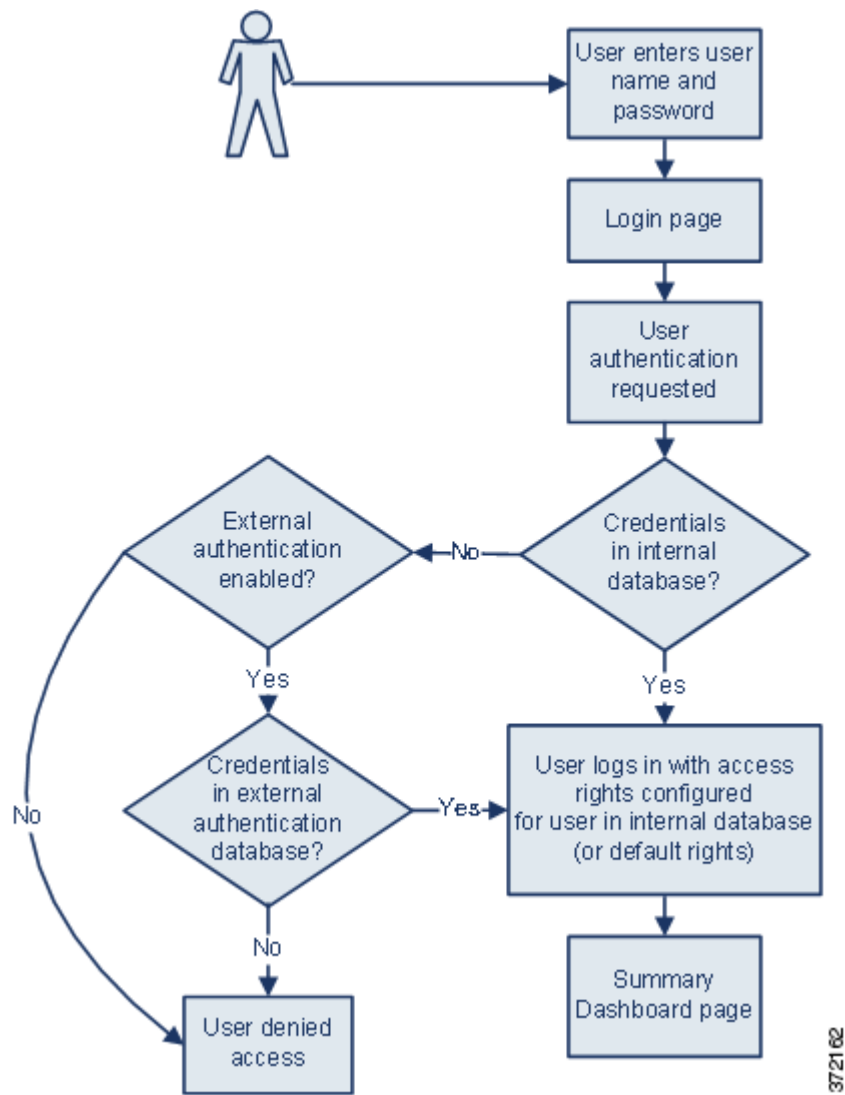 User enters user
name and
password
Login page
User
authentication
requested
Credentials
in internal
database?
No
External
authentication
enabled?
Yes
Yes
No
Credentials
in external
authentication
database?
Yes
User logs in with access
rights configured
for user in internal database
(or default rights)
No
Summary
Dashboard page
User denied
access
372162